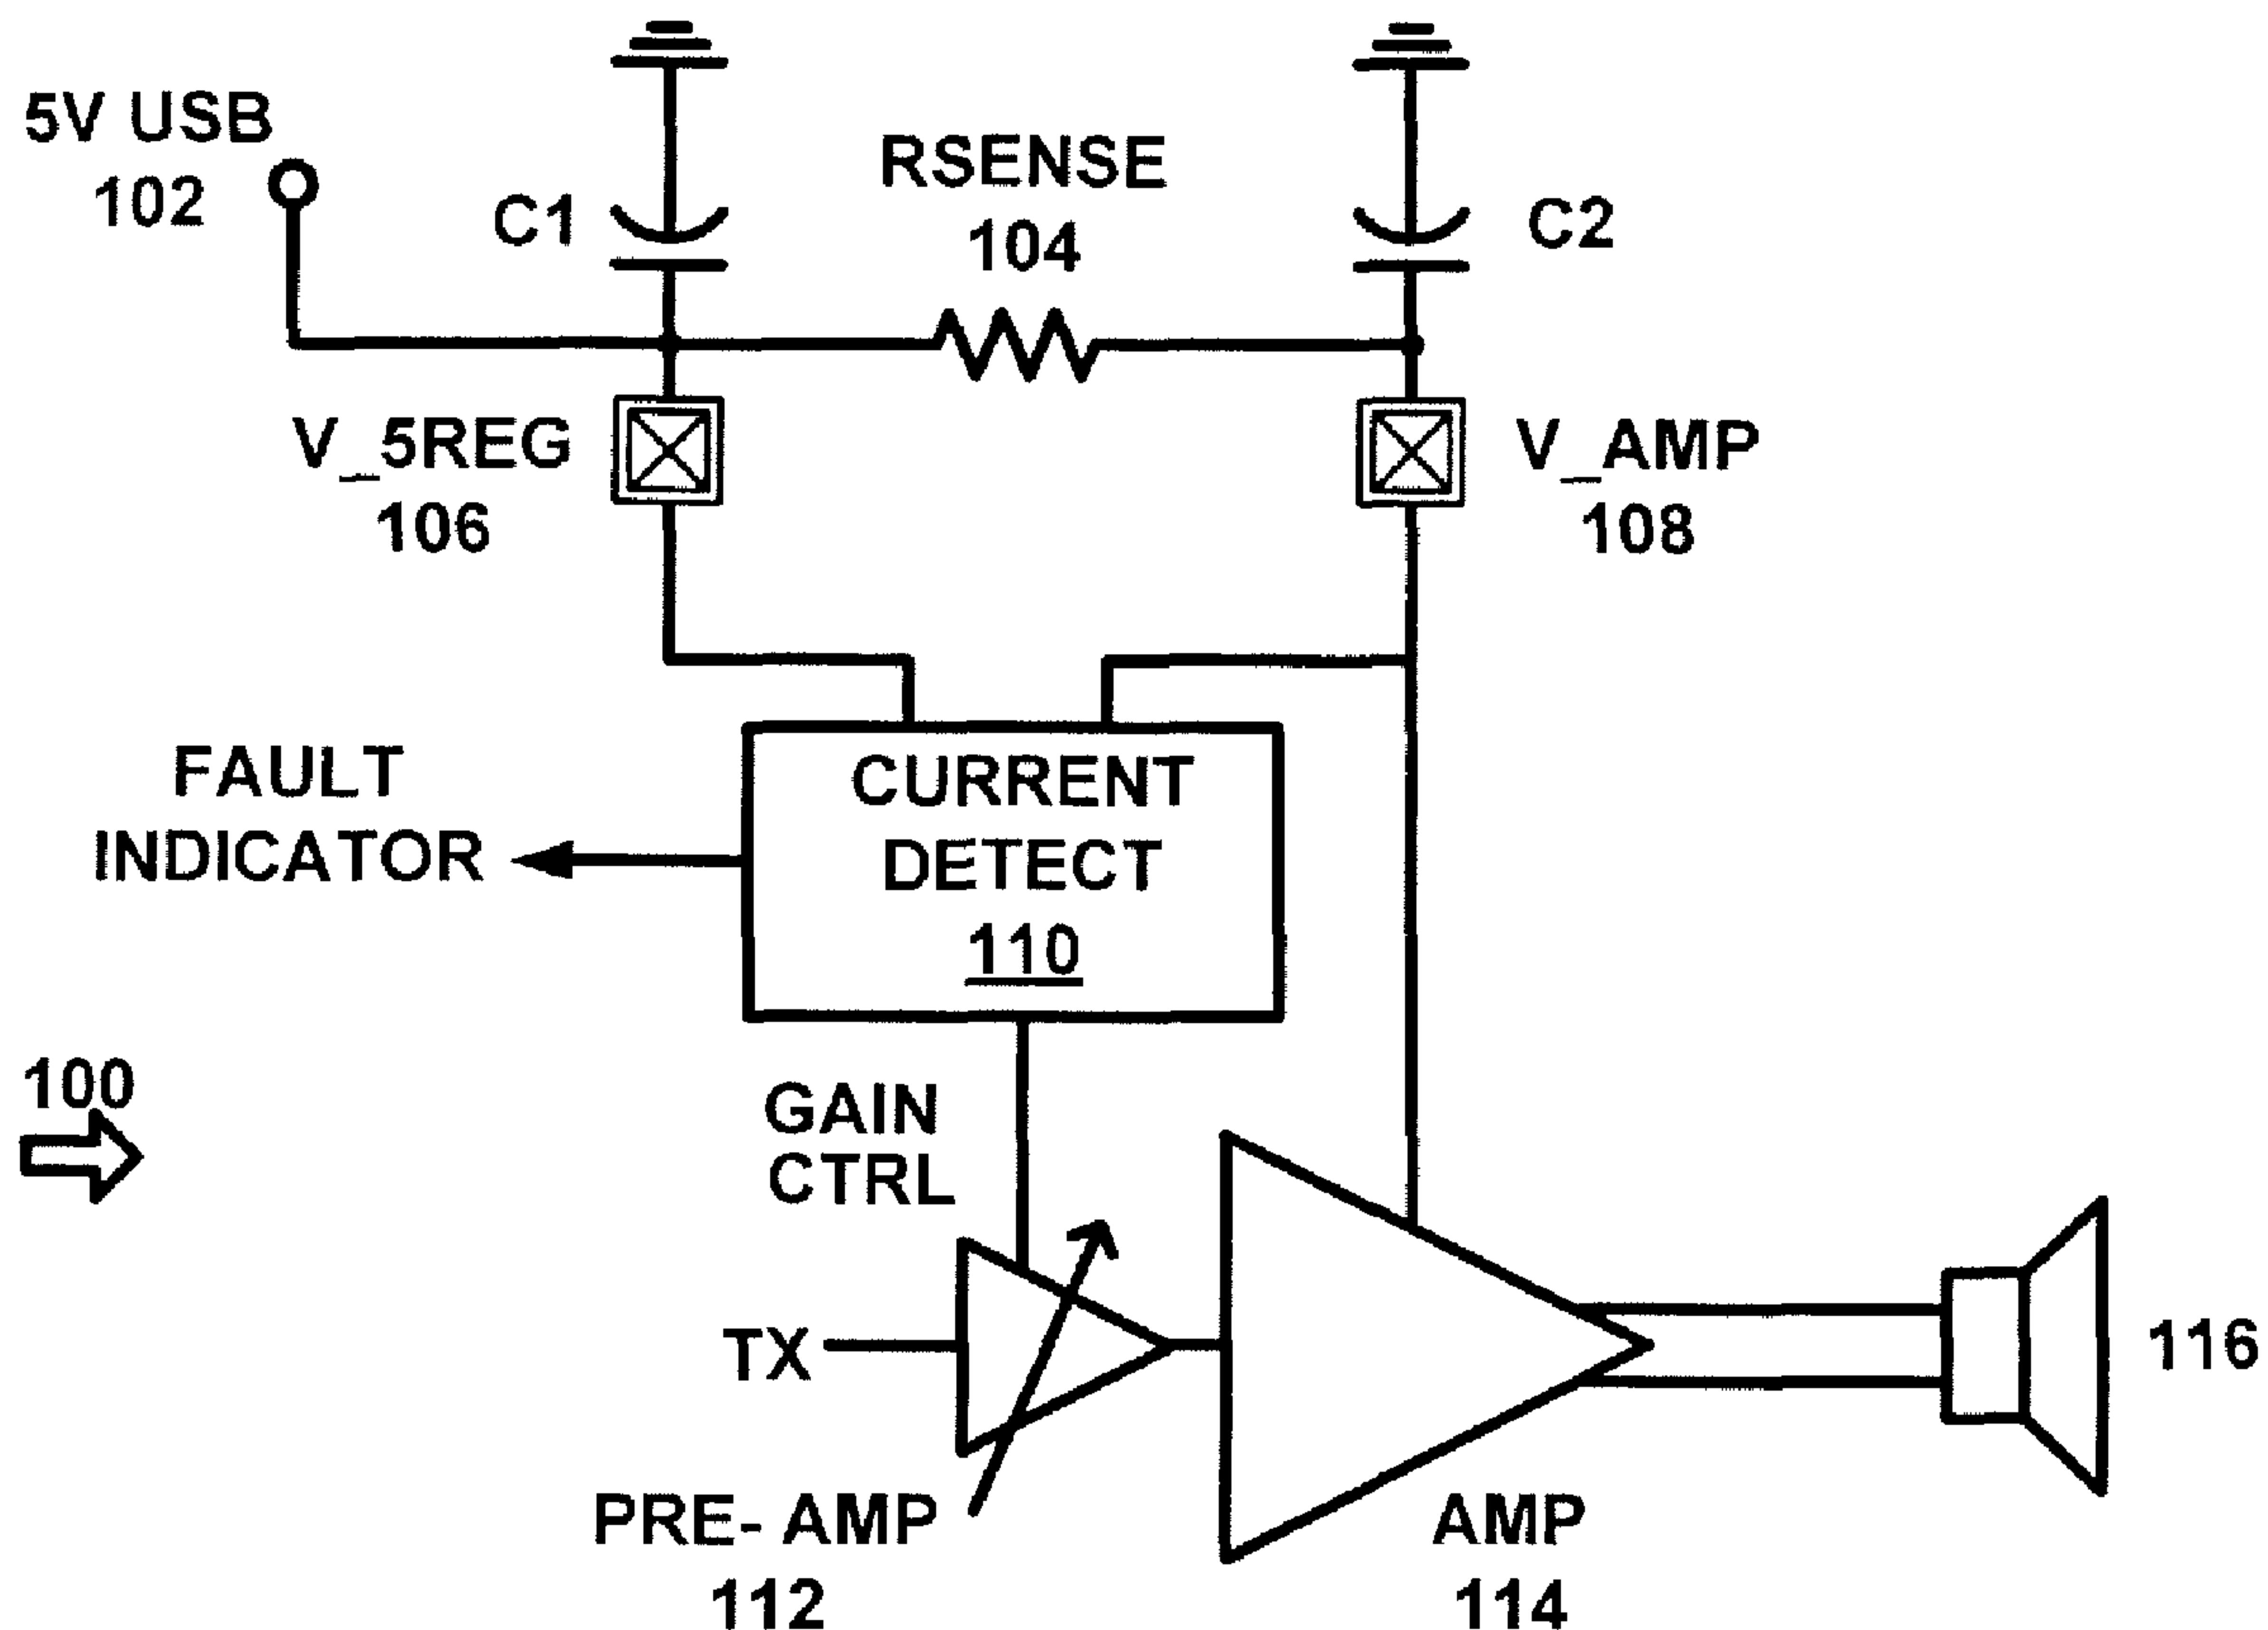 5V USB
102
C1
RSENSE
104
C2
V_5REG
106
V_AMP
108
FAULT
INDICATOR
CURRENT
DETECT
110
100
GAIN
CTRL
TX
116
PRE- AMP
112
AMP
114